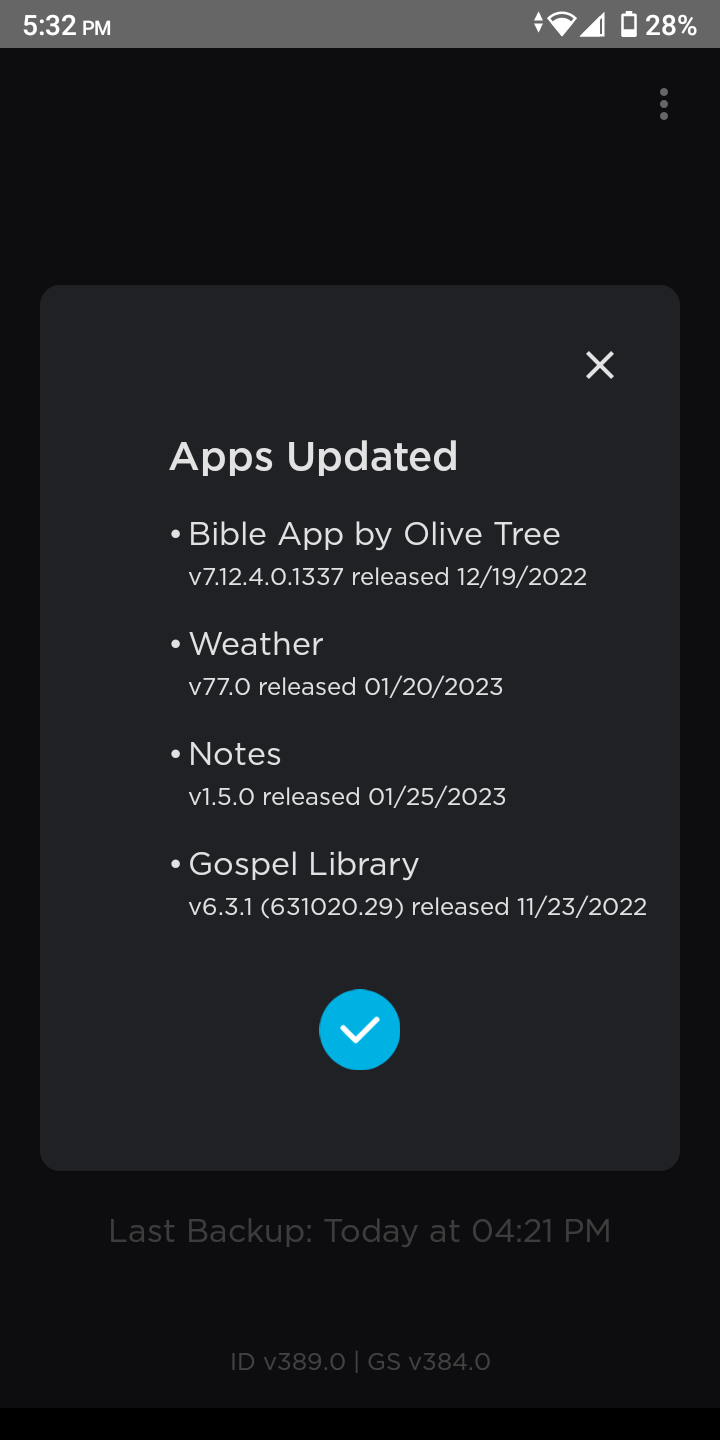 5:32 PM
28%
Apps Updated
• Bible App by Olive Tree
v7.12.4.0.1337 released 12/19/2022
• Weather
v77.0 released 01/20/2023
• Notes
v1.5.0 released 01/25/2023
• Gospel Library
v6.3.1 (631020.29) released 11/23/2022
Last Backup: Today at 04:21 PM
ID v389.0 | GS v384.0